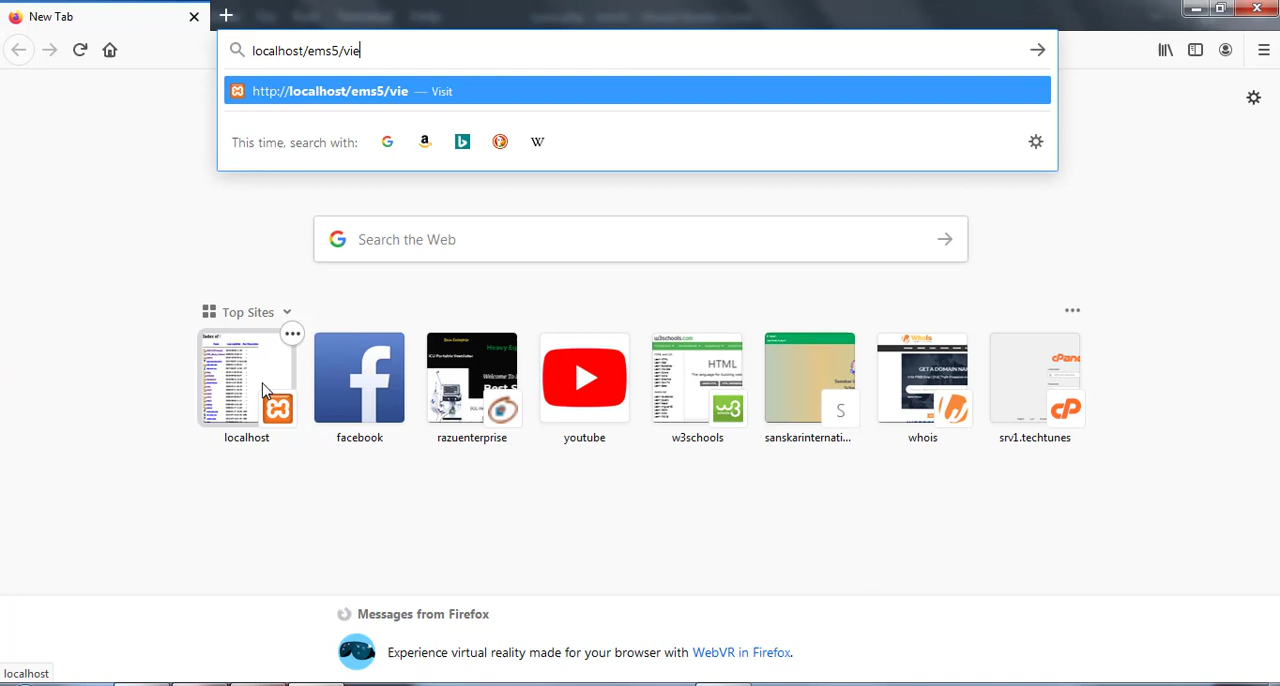 New Tab
localhost/ems5/vie
http://localhost/ems5/vie — Visit
This time, search with:
Search the Web
Top Sites
localhost
facebook
razuenterprise
youtube
w3schools
sanskarinternati...
whois
srv1.techtunes
Messages from Firefox
Experience virtual reality made for your browser with WebVR in Firefox.
localhost